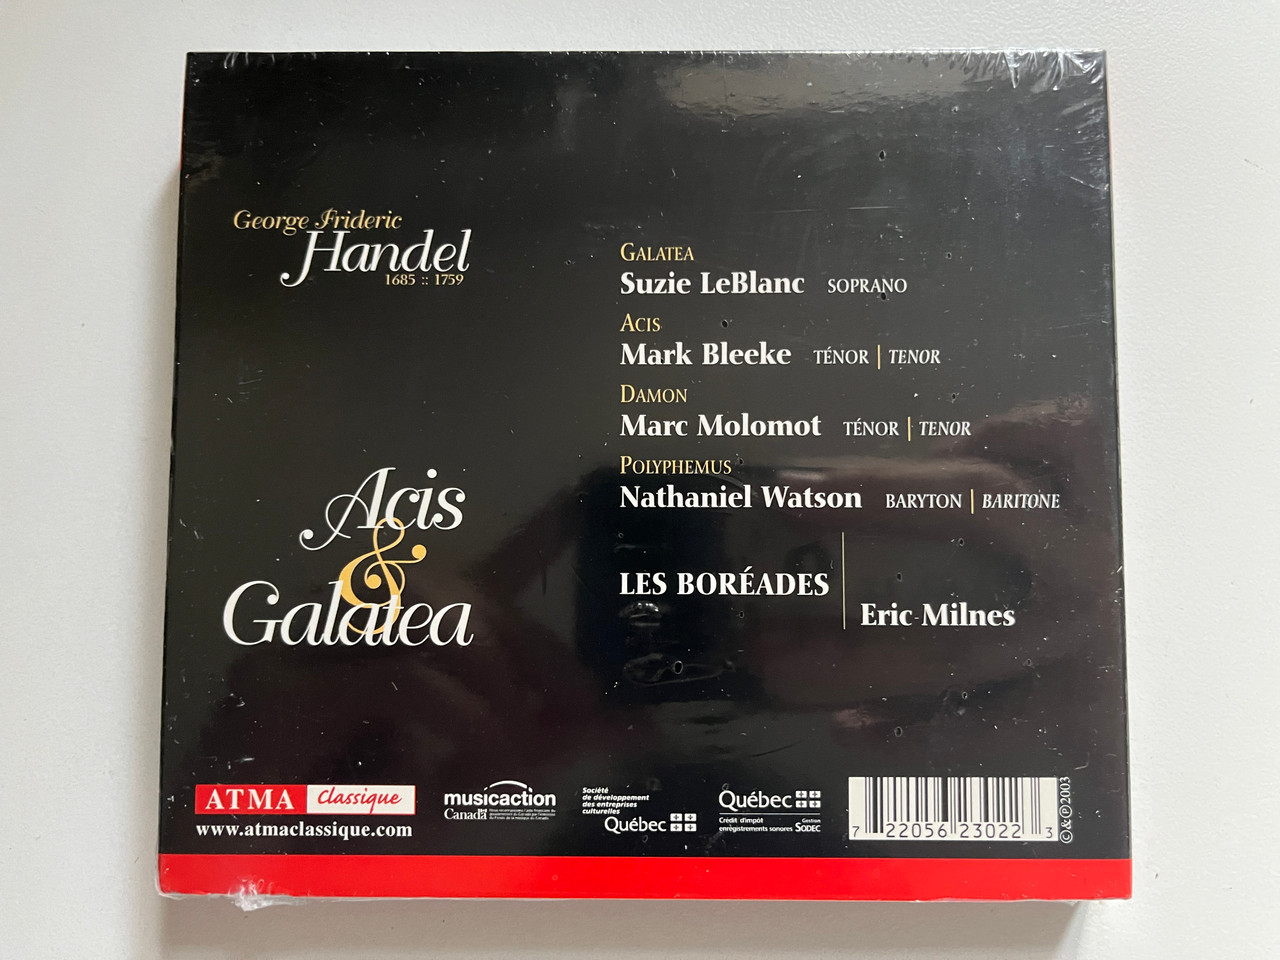 George Frideric
Handel
1685 :: 1759
GALATEA
Suzie LeBlanc SOPRANO
ACIS
Mark Bleeke TÉNOR | TENOR
DAMON
Marc Molomot TÉNOR | TENOR
POLYPHEMUS
Nathaniel Watson BARYTON | BARITONE
LES BORÉADES
Eric Milnes
Acis
&
Galatea
ATMA Classique
www.atmaclassique.com
musicaction
Canada
Société
de développement
des entreprises
culturelles
Québec
Québec
Crédit d'impôt
enregistrements sonores
Gestion
SODEC
7 22056 23022 3
© & ℗ 2003